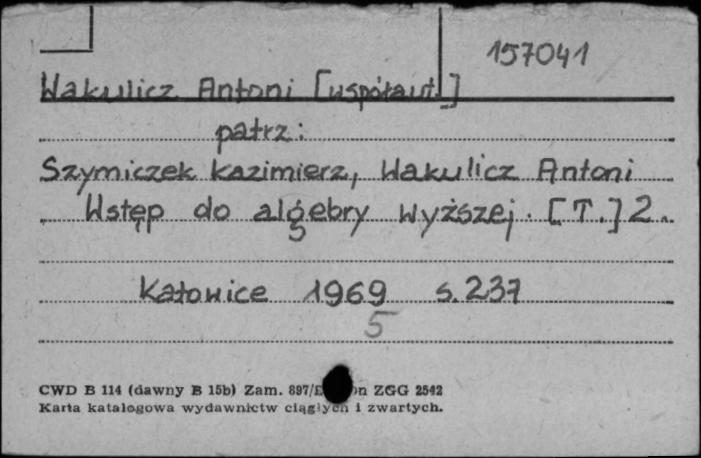 157041
Wakulicz Antoni [współaut.]
patrz:
Szymiczek Kazimierz, Wakulicz Antoni
Wstęp do algebry wyższej. [T.] 2.
Katowice 1969 s. 237
5
CWD B 114 (dawny B 15b) Zam. 897/ ZGG 2542
Karta katalogowa wydawnictw ciągłych i zwartych.